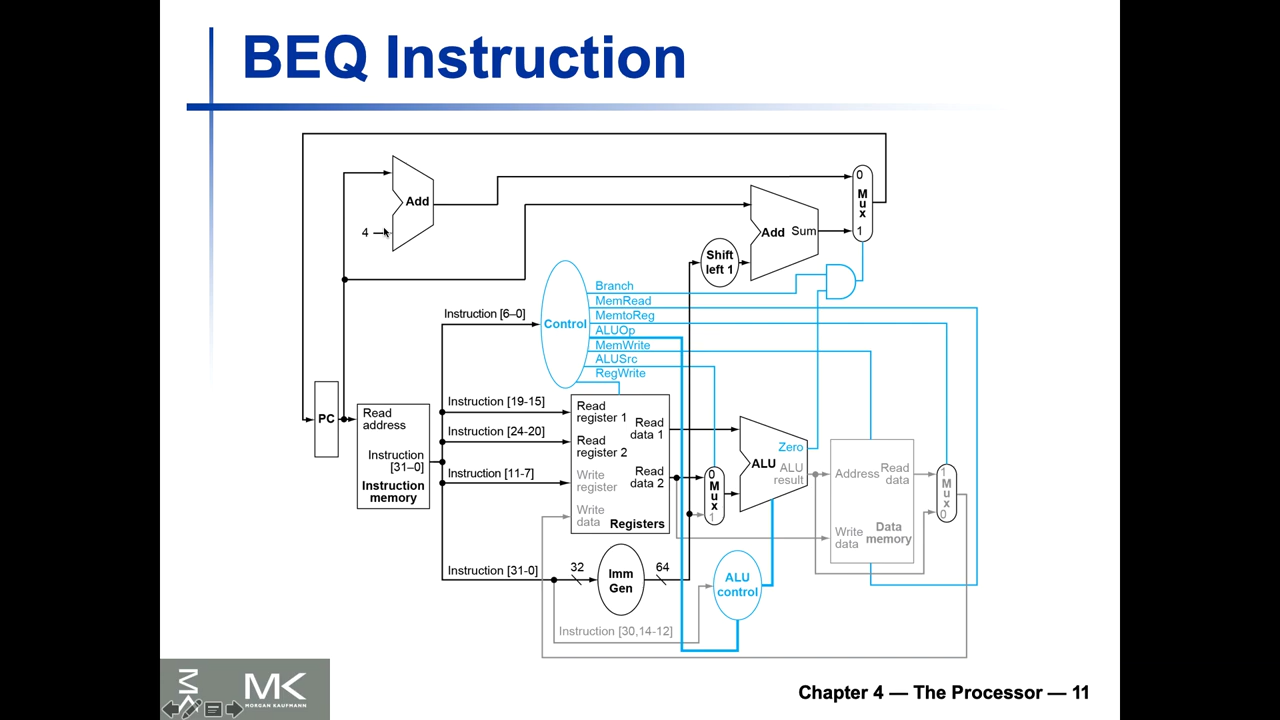 BEQ Instruction
Add
4
Add Sum
0
Mux
1
Shift
left 1
Branch
MemRead
MemtoReg
ALUOp
MemWrite
ALUSrc
RegWrite
Control
Instruction [6–0]
PC
Read
address
Instruction
[31–0]
Instruction
memory
Instruction [19-15]
Instruction [24-20]
Instruction [11-7]
Read
register 1
Read
register 2
Write
register
Write
data
Read
data 1
Read
data 2
Registers
0
Mux
1
ALU
Zero
ALU
result
Address
Read
data
Write
data
Data
memory
1
Mux
0
Instruction [31-0]
32
Imm
Gen
64
ALU
control
Instruction [30,14-12]
MK
MK
MORGAN KAUFMANN
Chapter 4 — The Processor — 11